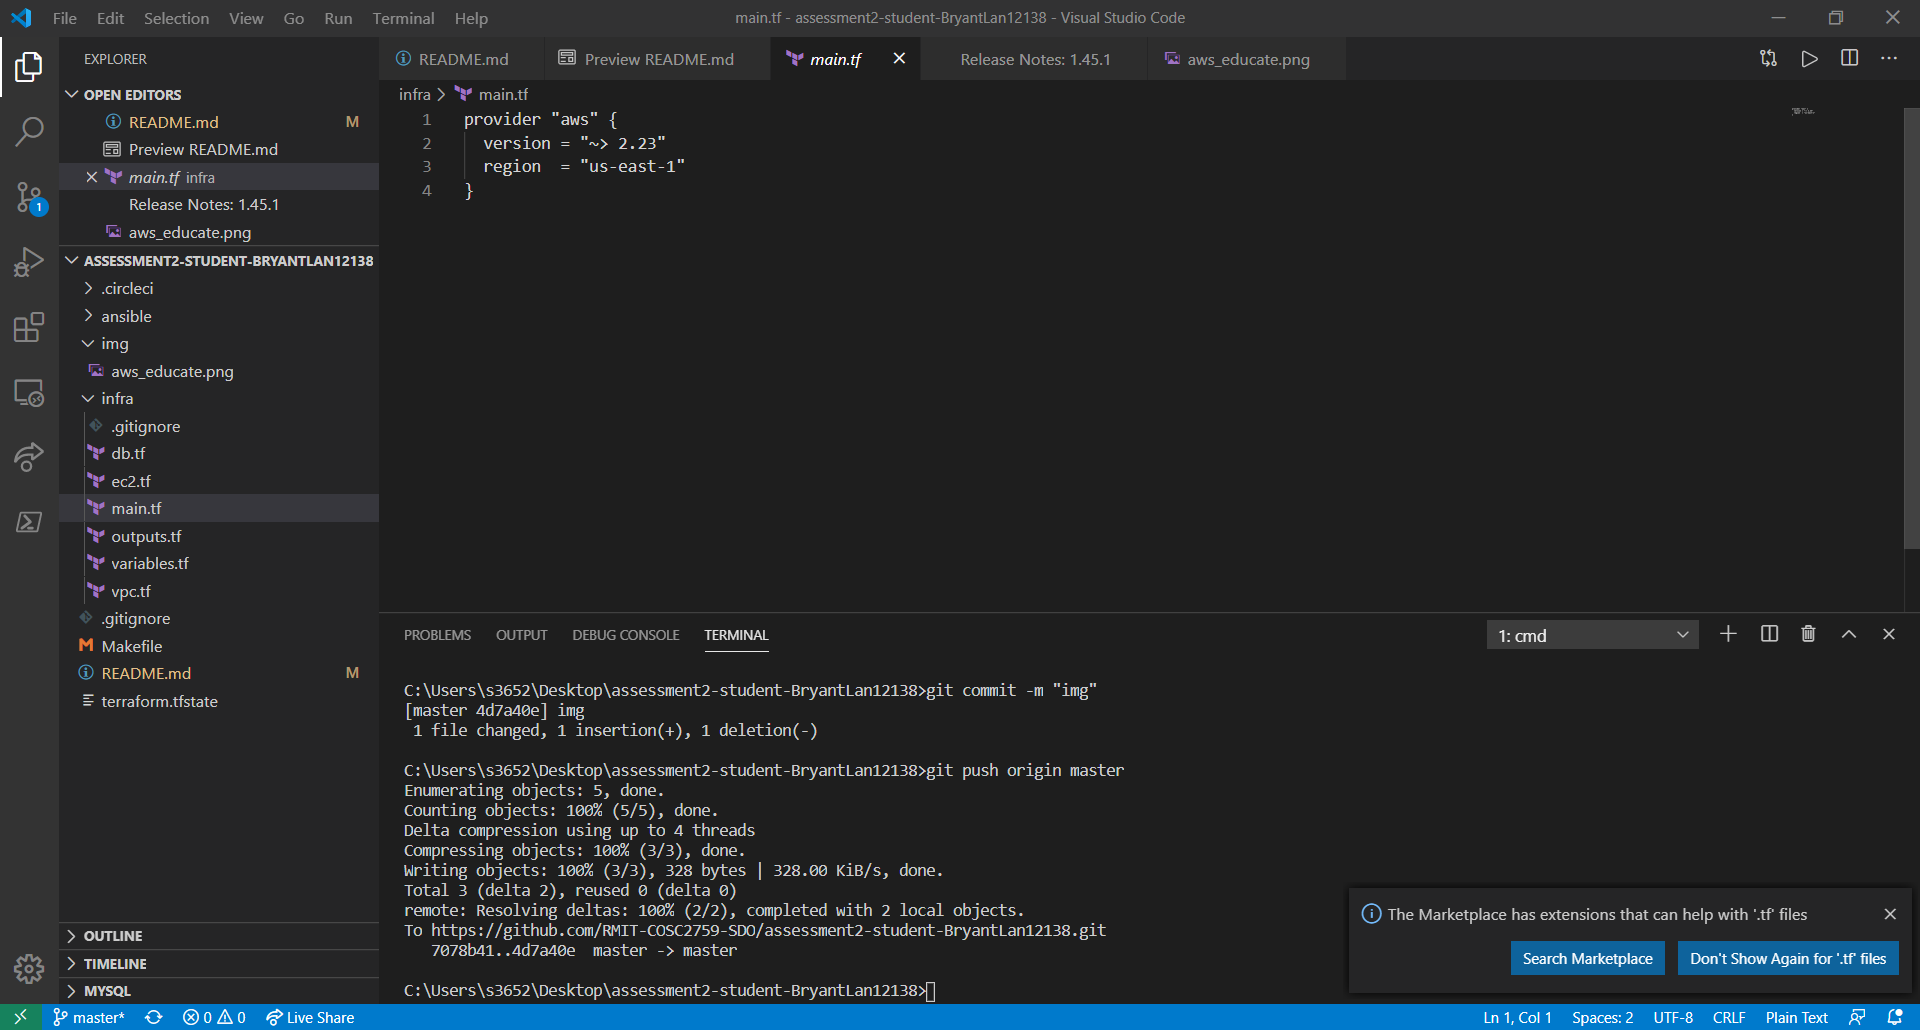 File Edit Selection View Go Run Terminal Help
main.tf - assessment2-student-BryantLan12138 - Visual Studio Code
EXPLORER
OPEN EDITORS
README.md M
Preview README.md
main.tf infra
Release Notes: 1.45.1
aws_educate.png
ASSESSMENT2-STUDENT-BRYANTLAN12138
.circleci
ansible
img
aws_educate.png
infra
.gitignore
db.tf
ec2.tf
main.tf
outputs.tf
variables.tf
vpc.tf
.gitignore
Makefile
README.md M
terraform.tfstate
OUTLINE
TIMELINE
MYSQL
1
README.md
Preview README.md
main.tf
Release Notes: 1.45.1
aws_educate.png
infra > main.tf
1 provider "aws" {
2 version = "~> 2.23"
3 region  = "us-east-1"
4 }
PROBLEMS OUTPUT DEBUG CONSOLE TERMINAL
1: cmd
C:\Users\s3652\Desktop\assessment2-student-BryantLan12138>git commit -m "img"
[master 4d7a40e] img
1 file changed, 1 insertion(+), 1 deletion(-)
C:\Users\s3652\Desktop\assessment2-student-BryantLan12138>git push origin master
Enumerating objects: 5, done.
Counting objects: 100% (5/5), done.
Delta compression using up to 4 threads
Compressing objects: 100% (3/3), done.
Writing objects: 100% (3/3), 328 bytes | 328.00 KiB/s, done.
Total 3 (delta 2), reused 0 (delta 0)
remote: Resolving deltas: 100% (2/2), completed with 2 local objects.
To https://github.com/RMIT-COSC2759-SDO/assessment2-student-BryantLan12138.git
7078b41..4d7a40e  master -> master
C:\Users\s3652\Desktop\assessment2-student-BryantLan12138>
The Marketplace has extensions that can help with '.tf' files
Search Marketplace
Don't Show Again for '.tf' files
master* 0 0 Live Share
Ln 1, Col 1 Spaces: 2 UTF-8 CRLF Plain Text